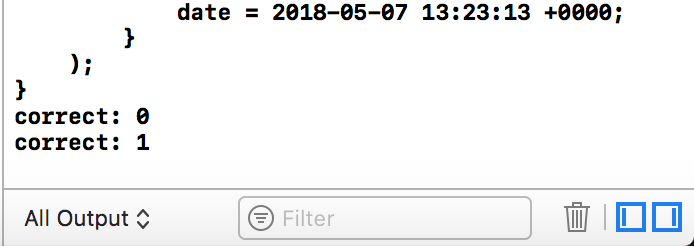 date = 2018-05-07 13:23:13 +0000;
}
);
}
correct: 0
correct: 1
All Output
Filter